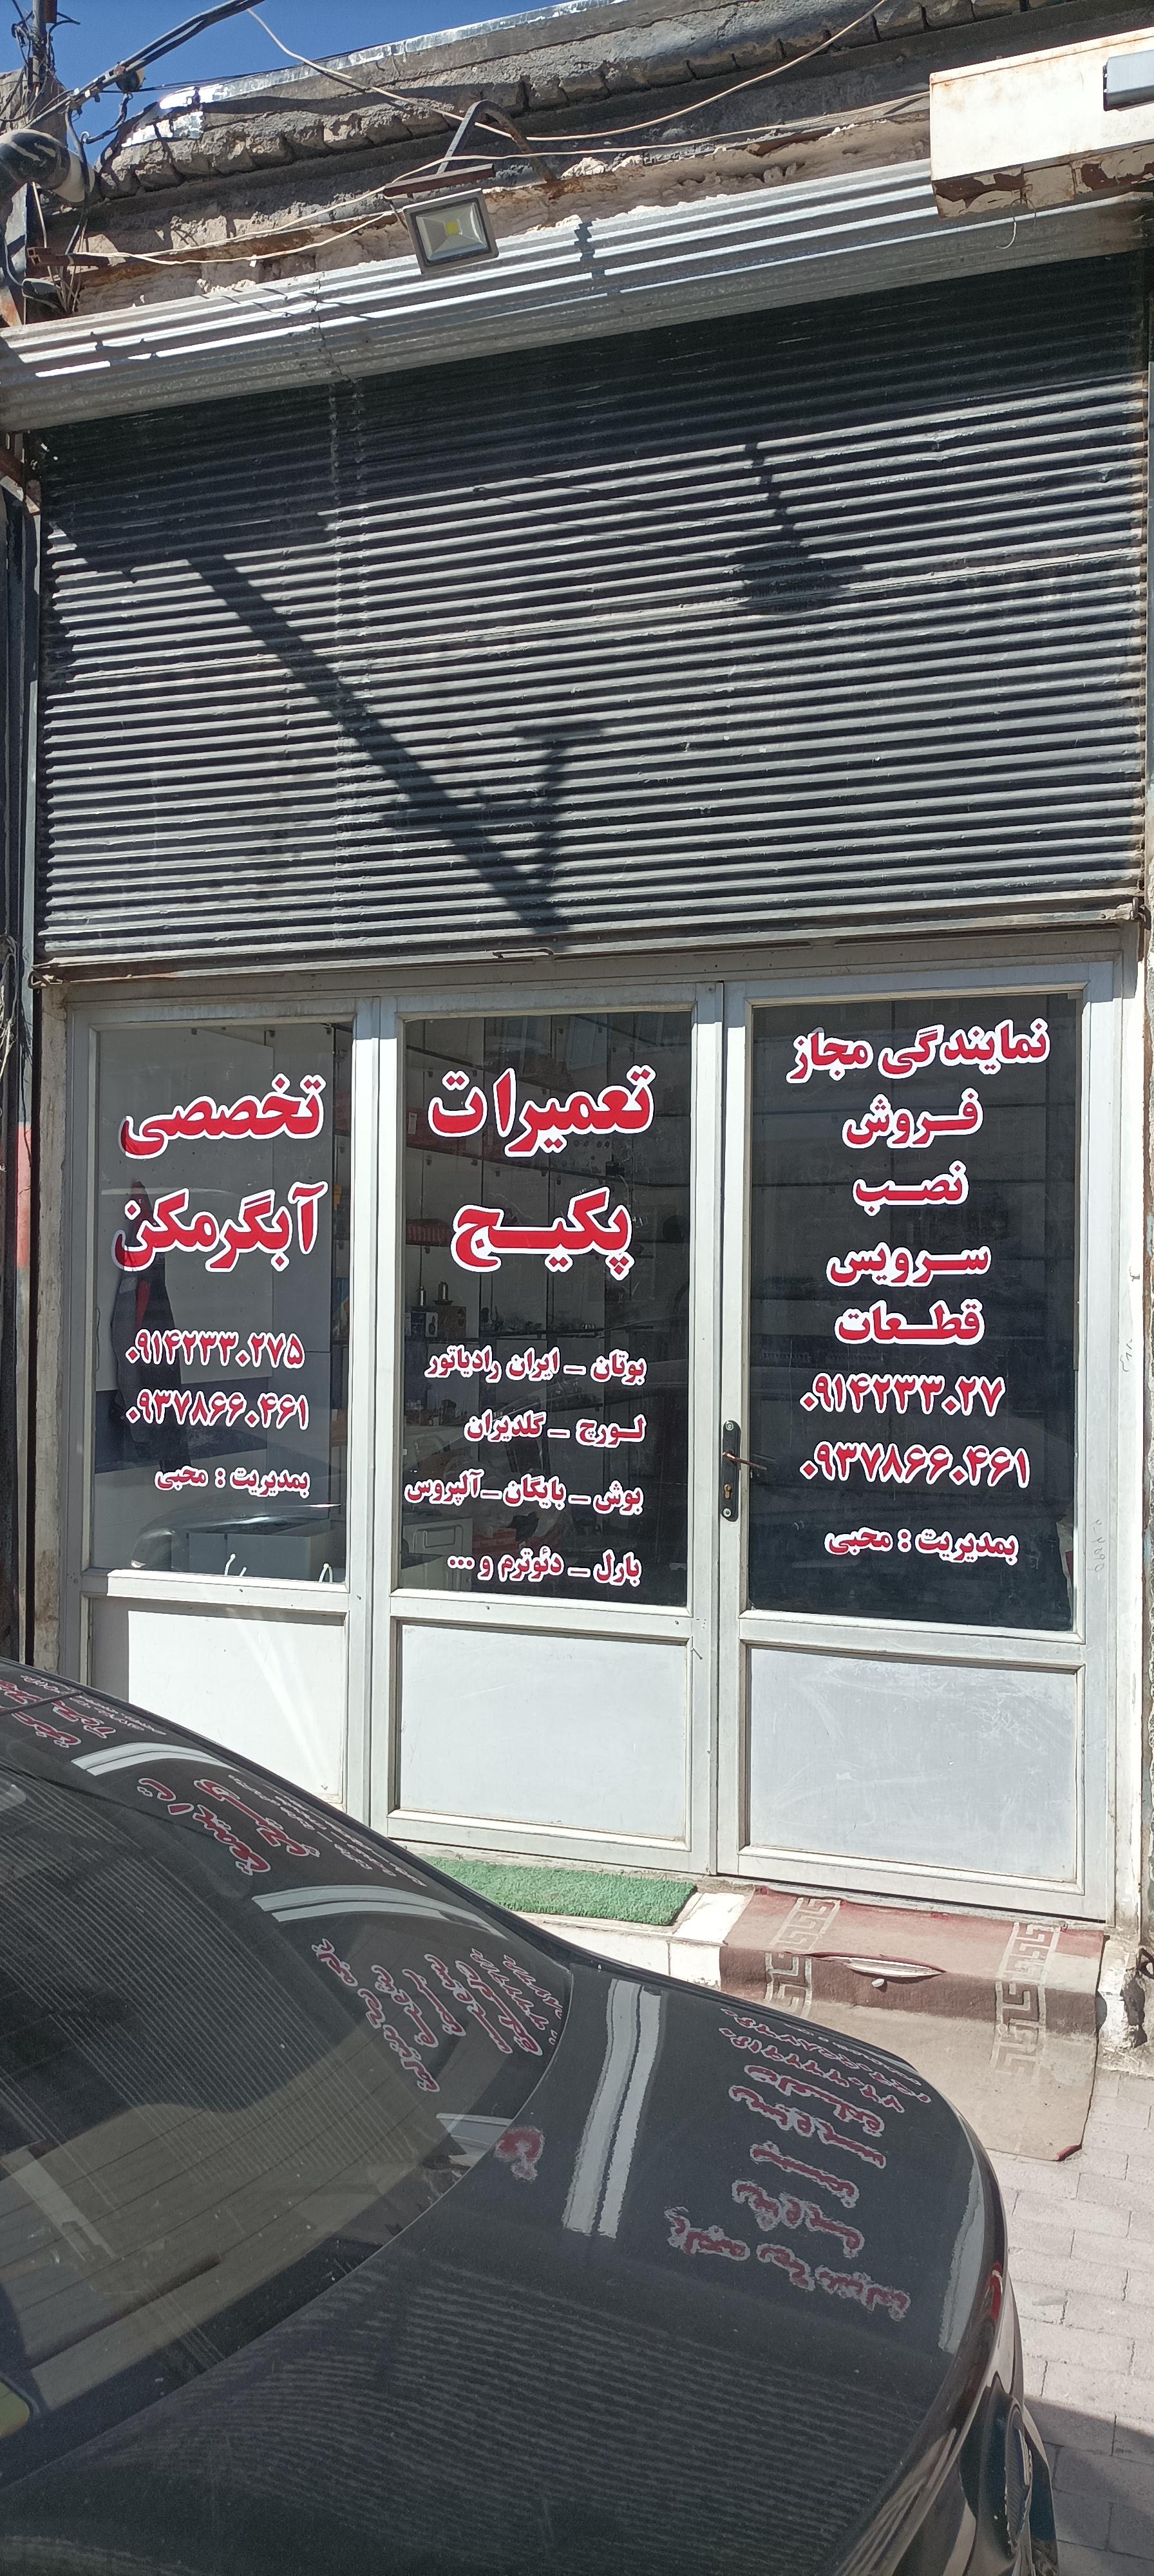 نمایندگی مجاز
فروش
نصب
سرویس
قطعات
۰۹۱۴۲۳۳۰۲۷
۰۹۳۷۸۶۶۰۴۶۱
بمدیریت : محبی
تعمیرات
پکیج
بوتان - ایران رادیاتور
لورچ - گلدیران
بوش - بایگان - آلپروس
بارل - دئوترم و ...
تخصصی
آبگرمکن
۰۹۱۴۲۳۳۰۲۷۵
۰۹۳۷۸۶۶۰۴۶۱
بمدیریت : محبی